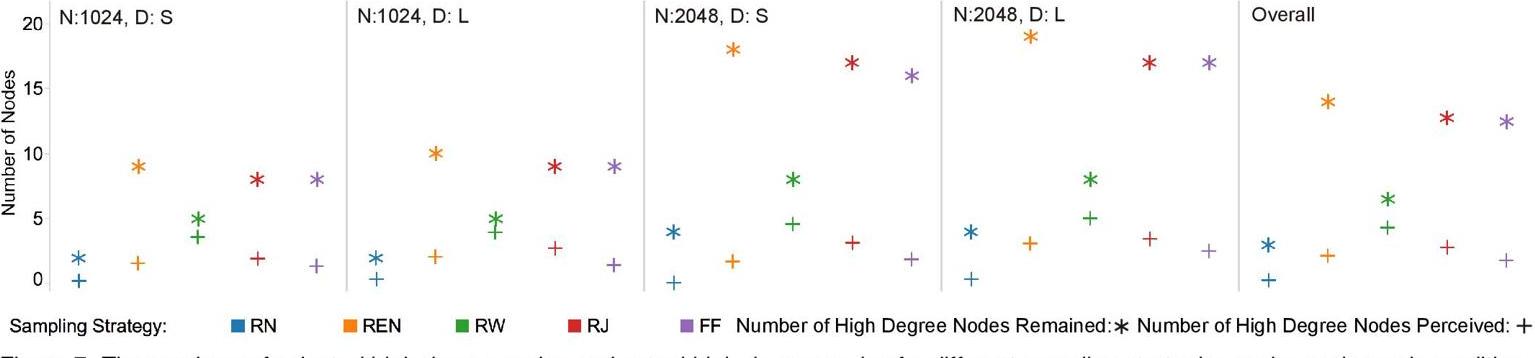 N:1024, D: S
N:1024, D: L
N:2048, D: S
N:2048, D: L
Overall
Number of Nodes
20
15
10
5
0
Sampling Strategy: RN REN RW RJ FF Number of High Degree Nodes Remained: Number of High Degree Nodes Perceived: